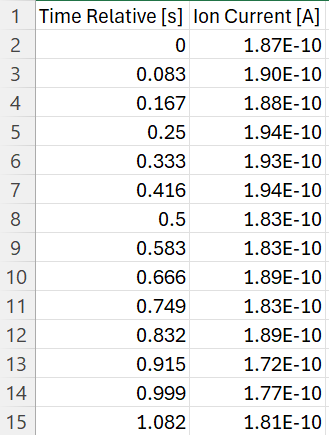 1 Time Relative [s] Ion Current [A]
2 0 1.87E-10
3 0.083 1.90E-10
4 0.167 1.88E-10
5 0.25 1.94E-10
6 0.333 1.93E-10
7 0.416 1.94E-10
8 0.5 1.83E-10
9 0.583 1.83E-10
10 0.666 1.89E-10
11 0.749 1.83E-10
12 0.832 1.89E-10
13 0.915 1.72E-10
14 0.999 1.77E-10
15 1.082 1.81E-10